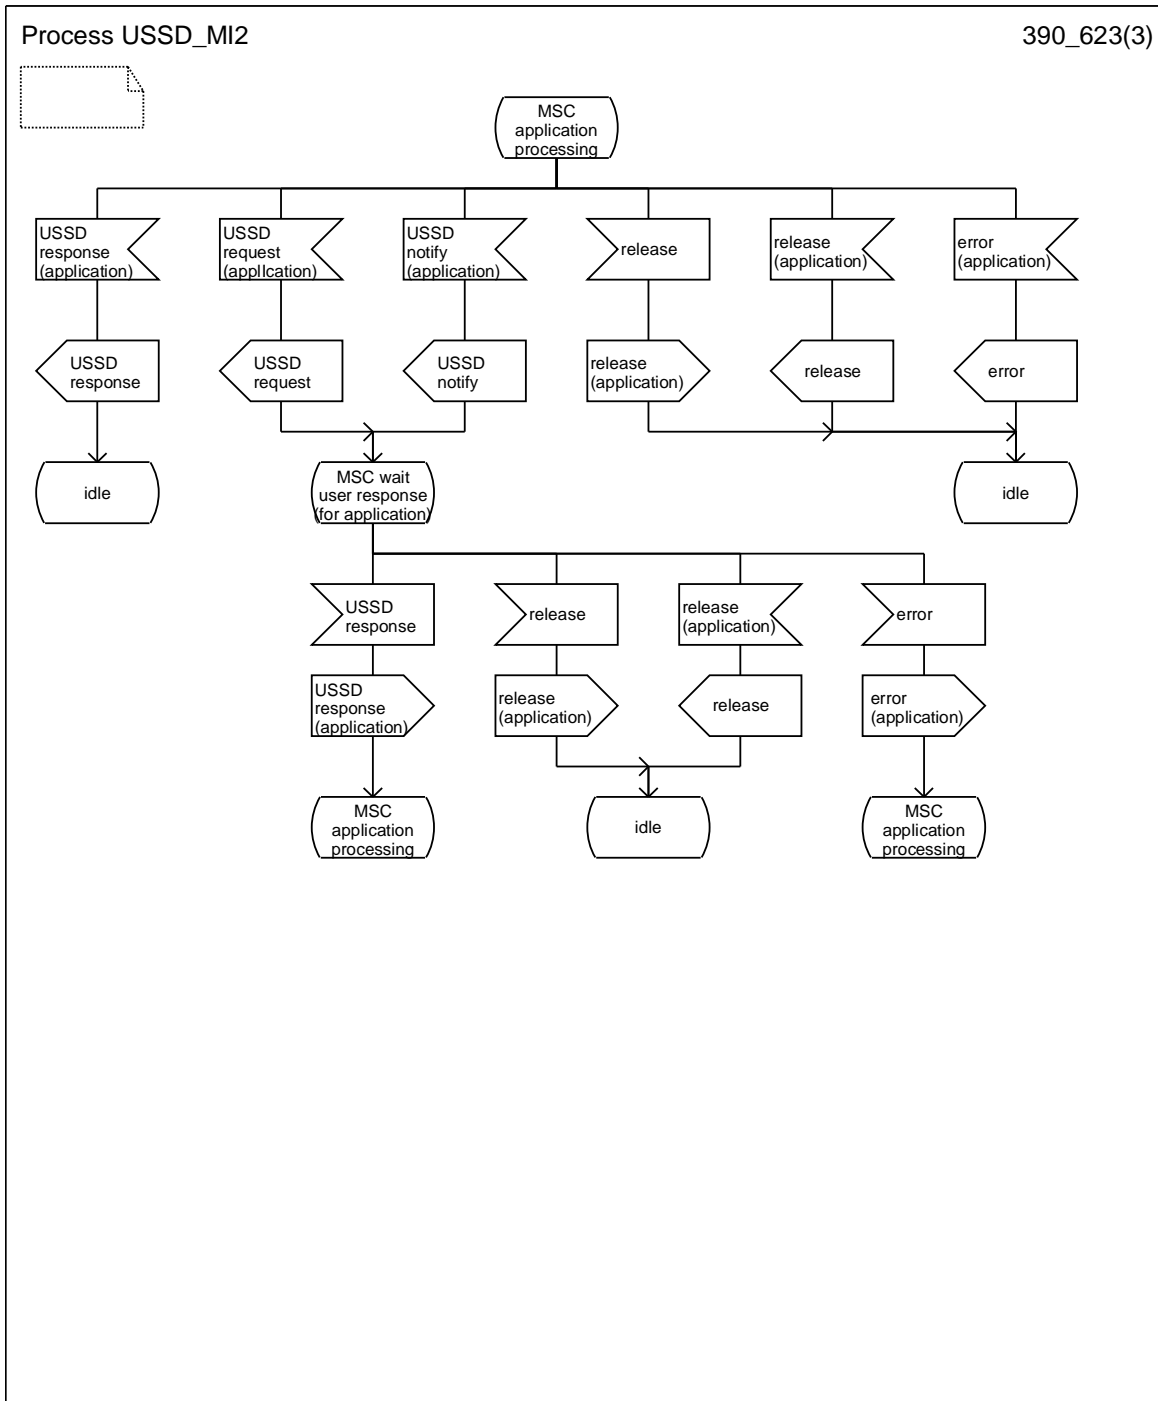 Process USSD_MI2
390_623(3)
MSC
application
processing
USSD
response
(application)
USSD
request
(appllcation)
USSD
notify
(application)
release
release
(application)
error
(application)
USSD
response
USSD
request
USSD
notify
release
(application)
release
error
idle
MSC wait
user response
(for application)
idle
USSD
response
release
release
(application)
error
USSD
response
(application)
release
(application)
release
error
(application)
MSC
application
processing
idle
MSC
application
processing